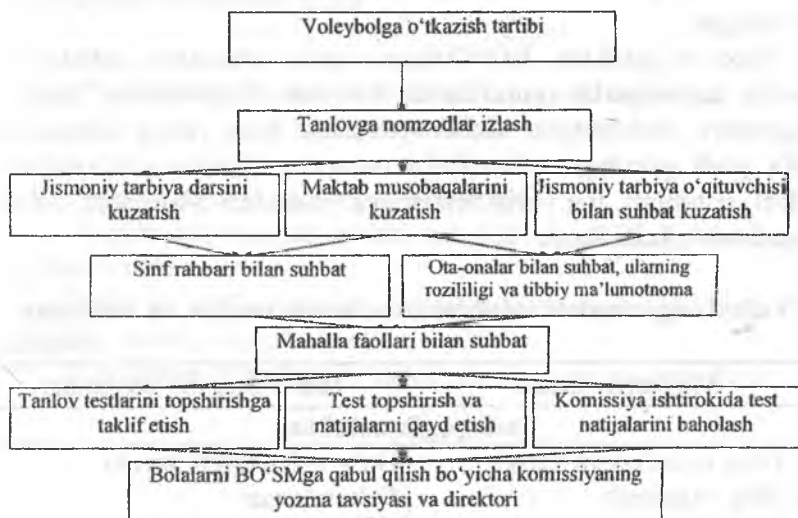 Voleybolga o‘tkazish tartibi
Tanlovga nomzodlar izlash
Jismoniy tarbiya darsini
kuzatish
Maktab musobaqalarini
kuzatish
Jismoniy tarbiya o‘qituvchisi
bilan suhbat kuzatish
Sinf rahbari bilan suhbat
Ota-onalar bilan suhbat, ularning
rozililigi va tibbiy ma’lumotnoma
Mahalla faollari bilan suhbat
Tanlov testlarini topshirishga
taklif etish
Test topshirish va
natijalarni qayd etish
Komissiya ishtirokida test
natijalarini baholash
Bolalarni BO‘SMga qabul qilish bo‘yicha komissiyaning
yozma tavsiyasi va direktori